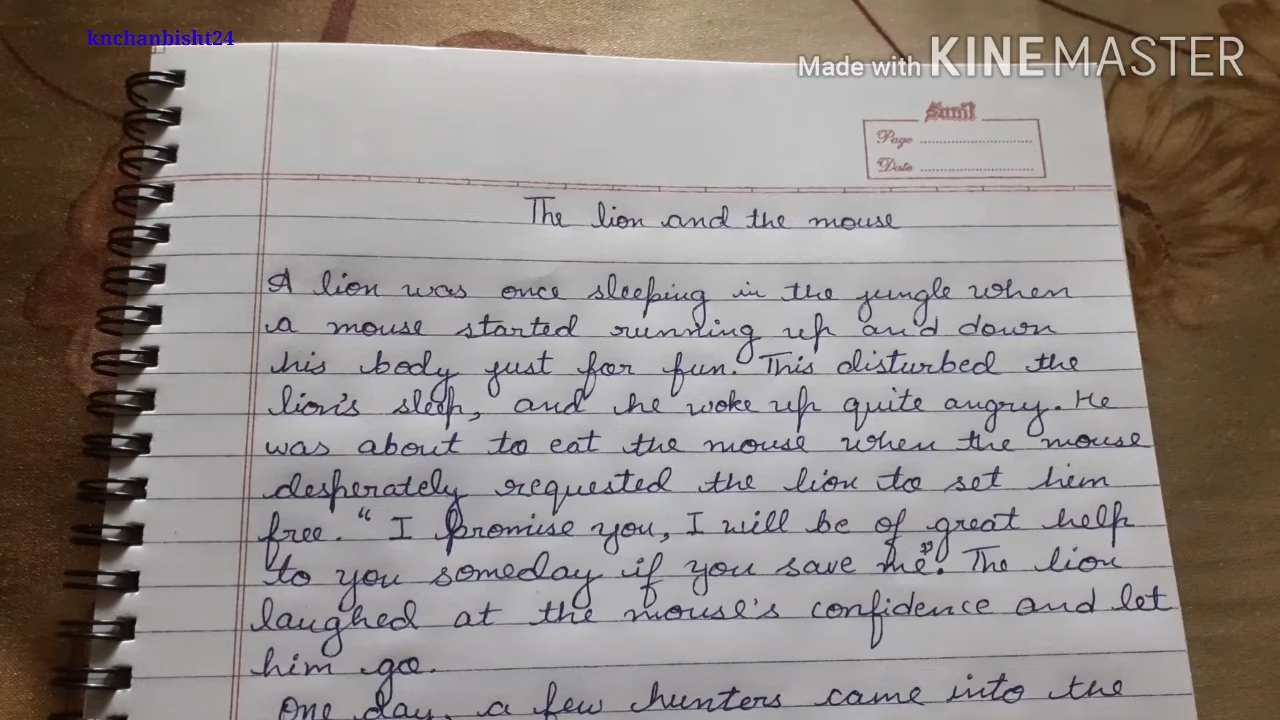 knchanbisht24
Made with KINEMASTER
Sunil
Page
Date
The lion and the mouse
A lion was once sleeping in the jungle when
a mouse started running up and down
his body just for fun. This disturbed the
lion's sleep, and he woke up quite angry. He
was about to eat the mouse when the mouse
desperately requested the lion to set him
free. " I promise you, I will be of great help
to you someday if you save me". The lion
laughed at the mouse's confidence and let
him go.
One day, a few hunters came into the